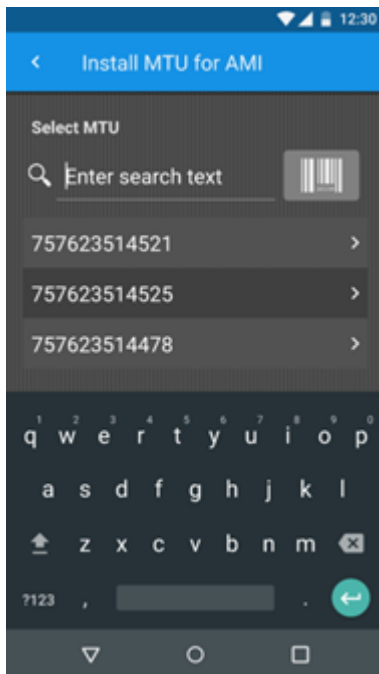 12:30
Install MTU for AMI
Select MTU
Enter search text
757623514521
757623514525
757623514478
1 2 3 4 5 6 7 8 9 0
q w e r t y u i o p
a s d f g h j k l
z x c v b n m
?123 , .